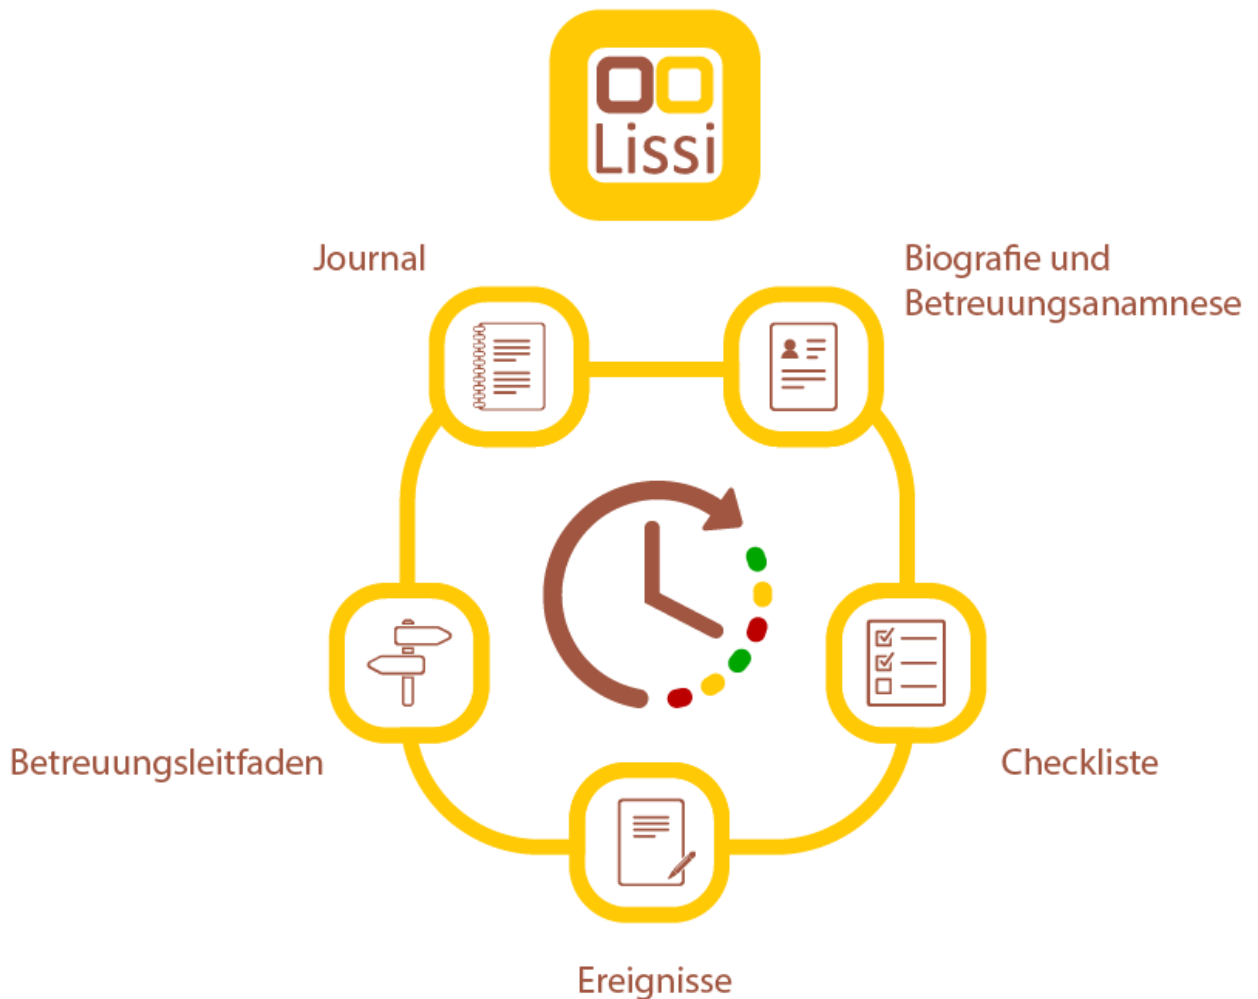 Lissi
Journal
Biografie und
Betreuungsanamnese
Betreuungsleitfaden
Checkliste
Ereignisse